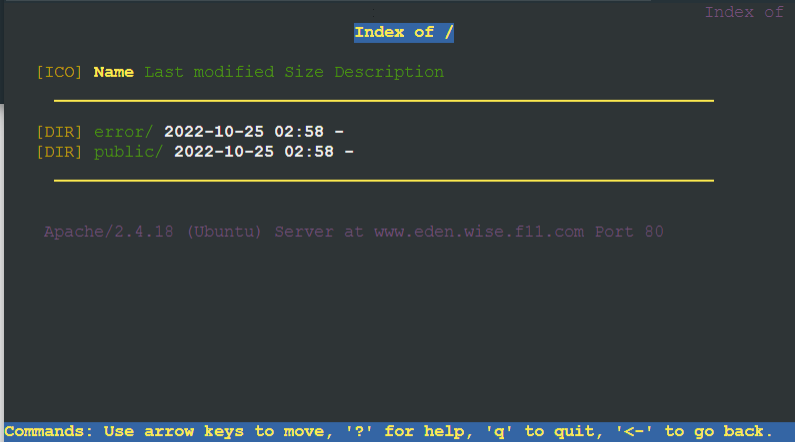 Index of
Index of /
[ICO] Name Last modified Size Description
[DIR] error/ 2022-10-25 02:58 -
[DIR] public/ 2022-10-25 02:58 -
Apache/2.4.18 (Ubuntu) Server at www.eden.wise.f11.com Port 80
Commands: Use arrow keys to move, '?' for help, 'q' to quit, '<-' to go back.